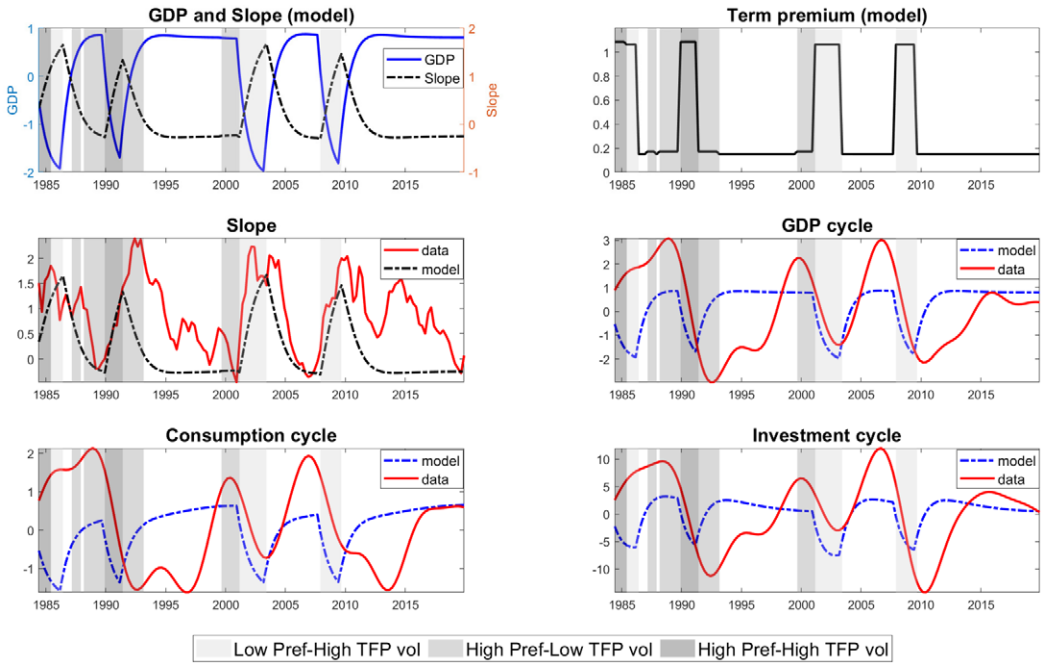 GDP and Slope (model)
1
0
-1
-2
GDP
2
1
0
-1
Slope
GDP
Slope
1985 1990 1995 2000 2005 2010 2015
Term premium (model)
1
0.8
0.6
0.4
0.2
0
1985 1990 1995 2000 2005 2010 2015
Slope
2
1.5
1
0.5
0
data
model
1985 1990 1995 2000 2005 2010 2015
GDP cycle
3
2
1
0
-1
-2
model
data
1985 1990 1995 2000 2005 2010 2015
Consumption cycle
2
1
0
-1
model
data
1985 1990 1995 2000 2005 2010 2015
Investment cycle
10
5
0
-5
-10
model
data
1985 1990 1995 2000 2005 2010 2015
Low Pref-High TFP vol High Pref-Low TFP vol High Pref-High TFP vol